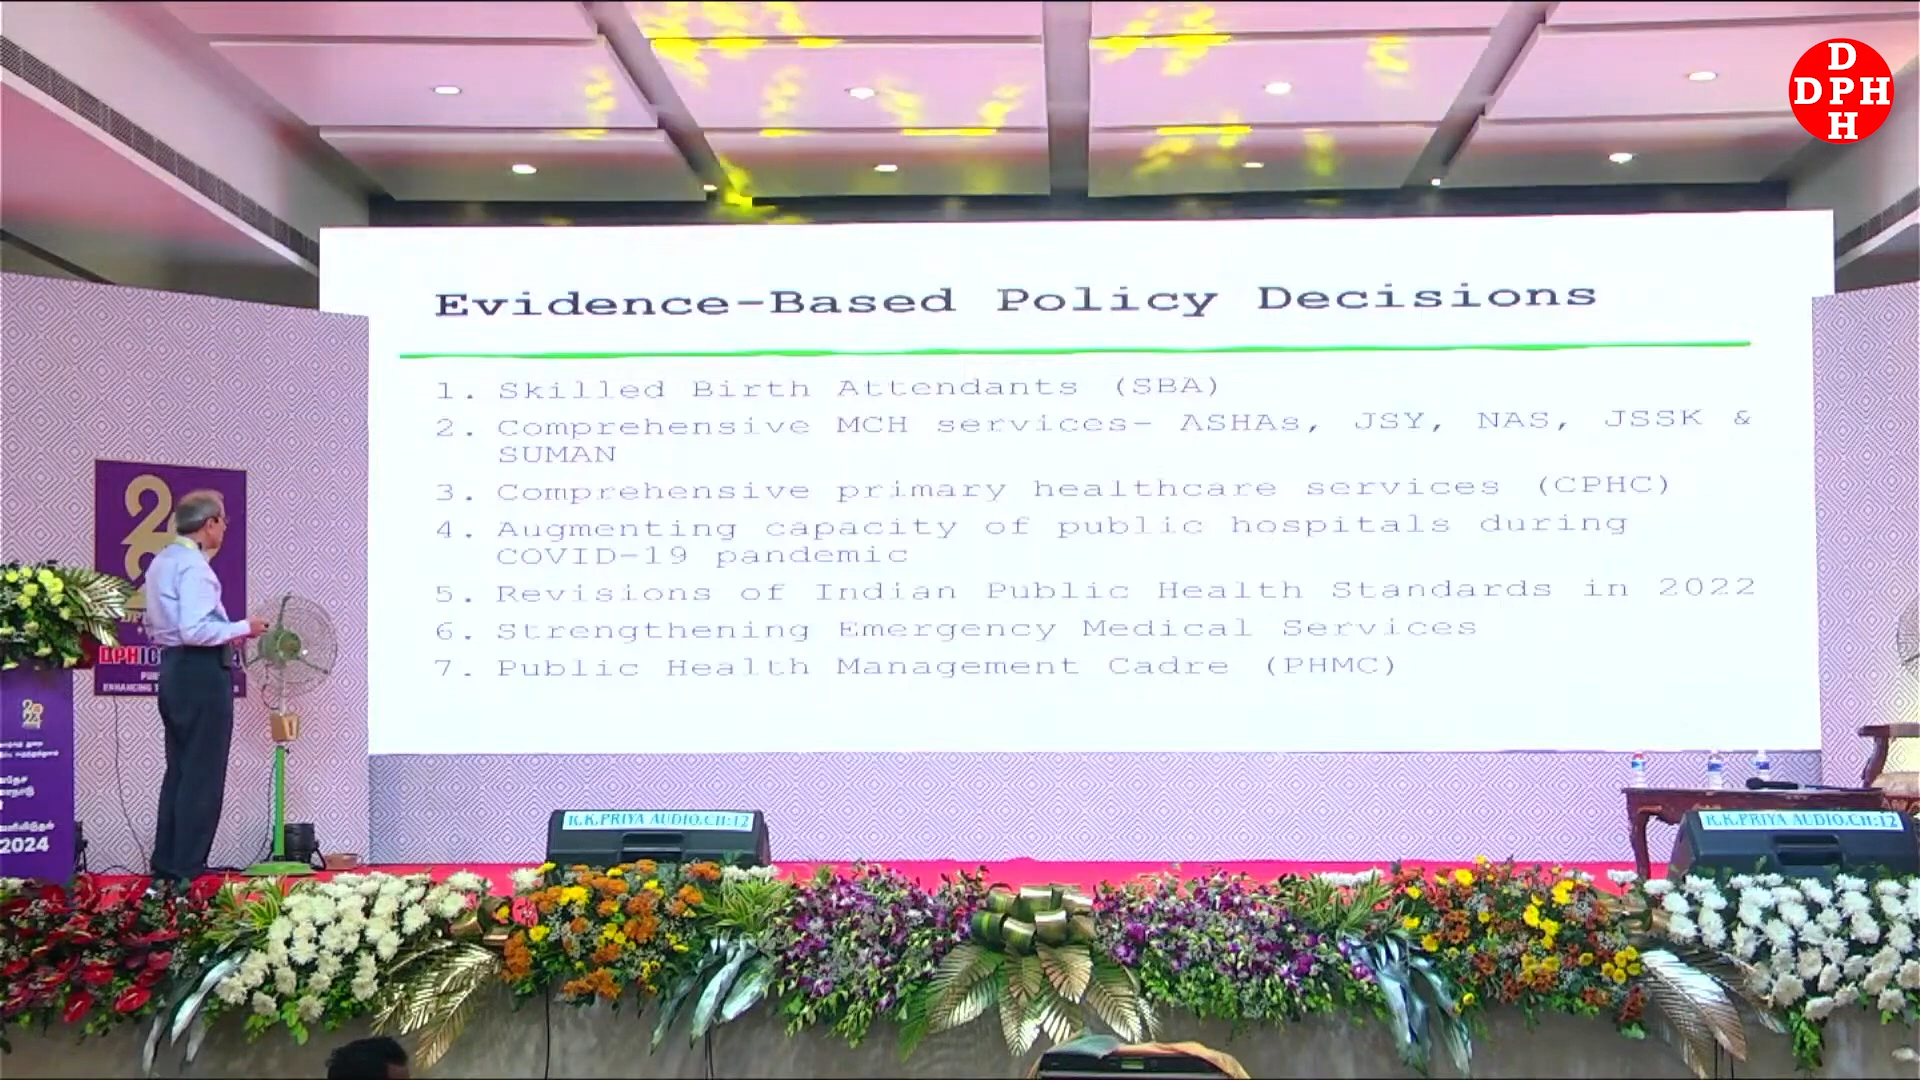 D
DPH
H
Evidence-Based Policy Decisions
1. Skilled Birth Attendants (SBA)
2. Comprehensive MCH services- ASHAs, JSY, NAS, JSSK &
SUMAN
3. Comprehensive primary healthcare services (CPHC)
4. Augmenting capacity of public hospitals during
COVID-19 pandemic
5. Revisions of Indian Public Health Standards in 2022
6. Strengthening Emergency Medical Services
7. Public Health Management Cadre (PHMC)
ENHANCING
2024
R.K.PRIYA AUDIO.CH:12
R.K.PRIYA AUDIO.CH:12